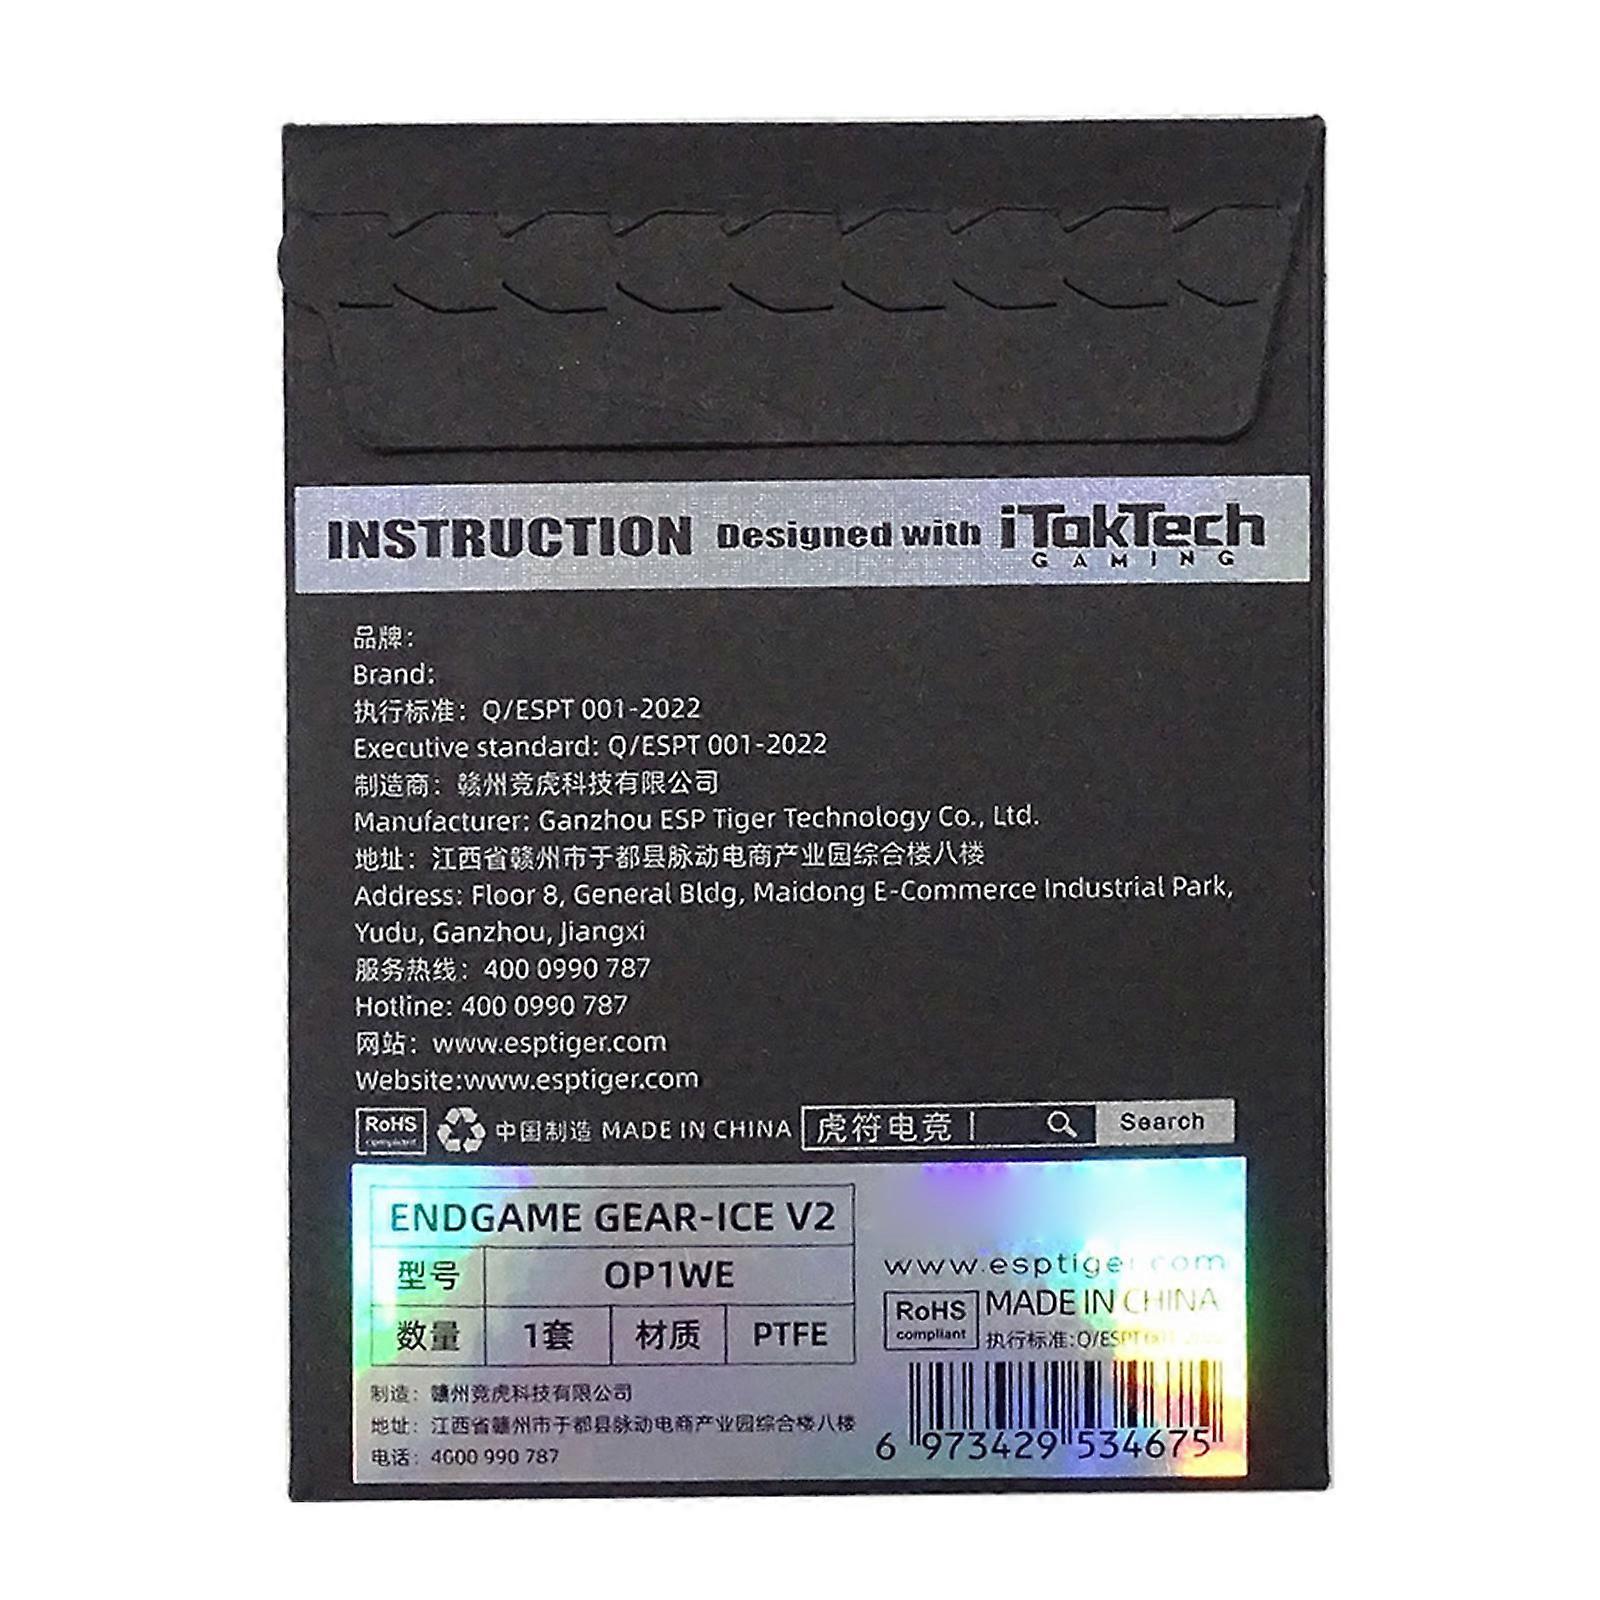 INSTRUCTION Designed with iTokTech
GAMING
品牌：
Brand:
执行标准：Q/ESPT 001-2022
Executive standard: Q/ESPT 001-2022
制造商：赣州竞虎科技有限公司
Manufacturer: Ganzhou ESP Tiger Technology Co., Ltd.
地址：江西省赣州市于都县脉动电商产业园综合楼八楼
Address: Floor 8, General Bldg, Maidong E-Commerce Industrial Park,
Yudu, Ganzhou, Jiangxi
服务热线：400 0990 787
Hotline: 400 0990 787
网站：www.esptiger.com
Website:www.esptiger.com
RoHS
compliant
中国制造 MADE IN CHINA
虎符电竞 Search
ENDGAME GEAR-ICE V2
型号 OP1WE
数量 1套 材质 PTFE
制造：赣州竞虎科技有限公司
地址：江西省赣州市于都县脉动电商产业园综合楼八楼
电话：4000 990 787
www.esptiger.com
RoHS
compliant
MADE IN CHINA
执行标准:Q/ESPT 001-2022
6 973429 534675